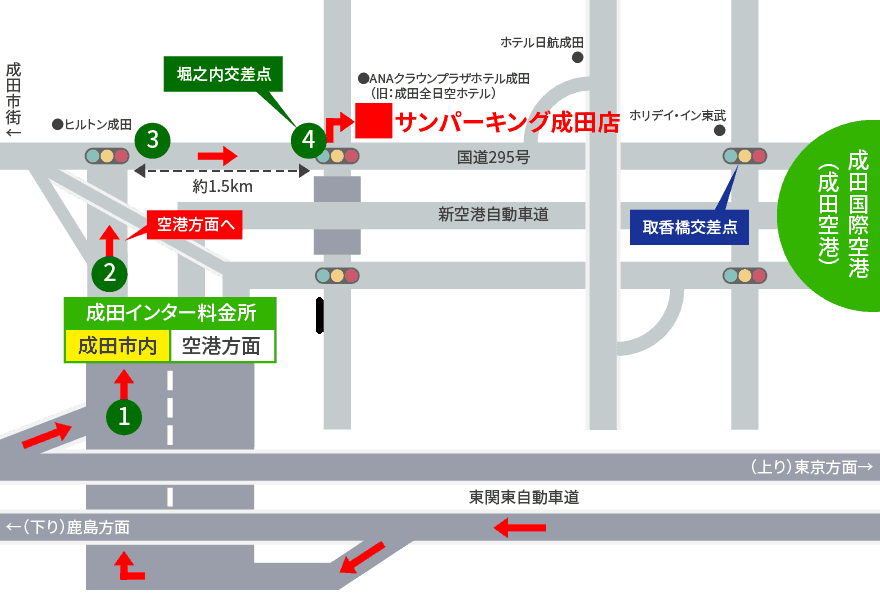 ホテル日航成田
成田市街←
堀之内交差点
ANAクラウンプラザホテル成田
（旧：成田全日空ホテル）
ヒルトン成田
3
4
サンパーキング成田店
ホリデイ・イン東武
国道295号
約1.5km
成田国際空港
（成田空港）
空港方面へ
新空港自動車道
取香橋交差点
2
成田インター料金所
成田市内
空港方面
1
（上り）東京方面→
東関東自動車道
←（下り）鹿島方面